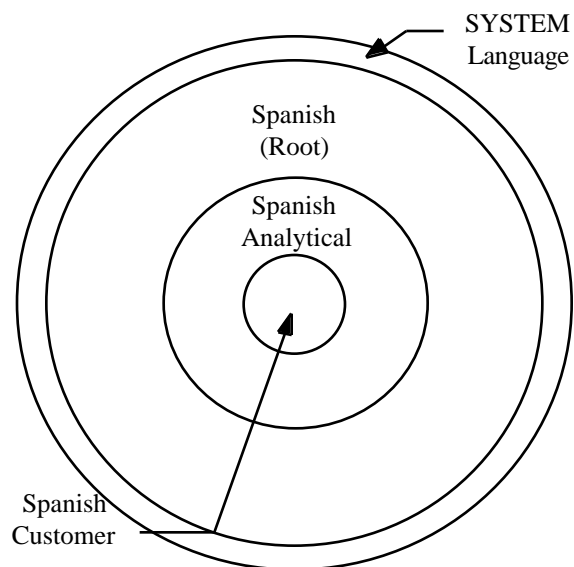 SYSTEM
Language
Spanish
(Root)
Spanish
Analytical
Spanish
Customer